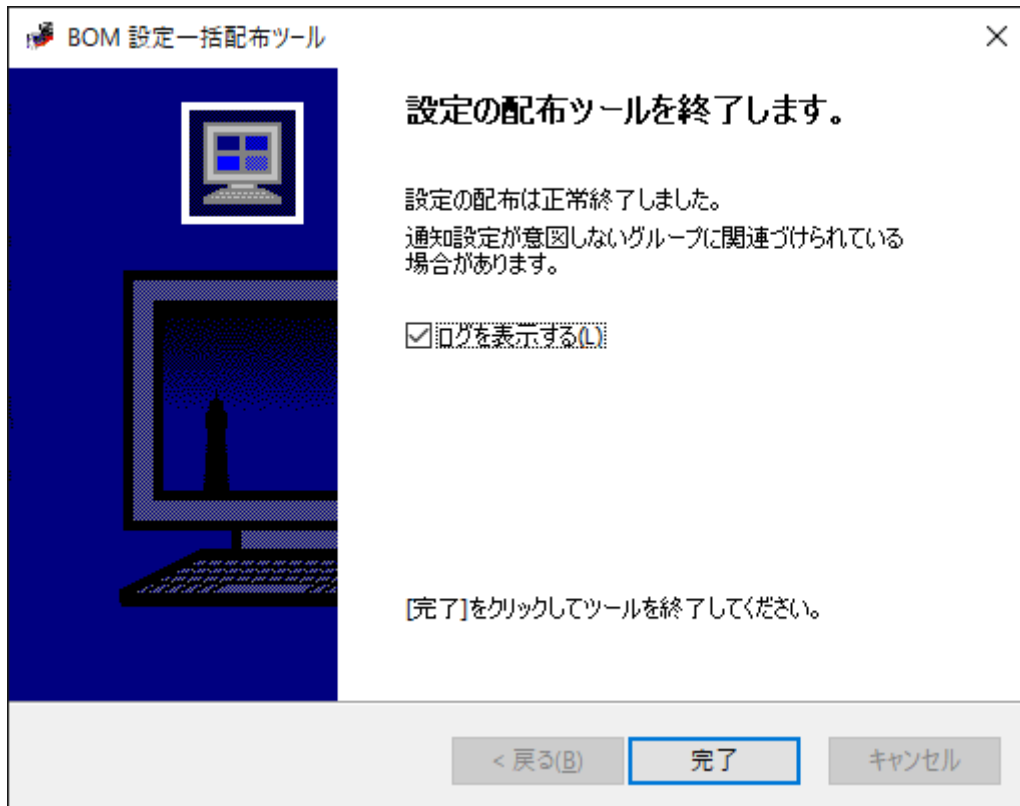 BOM 設定一括配布ツール
設定の配布ツールを終了します。
設定の配布は正常終了しました。
通知設定が意図しないグループに関連づけられている
場合があります。
ログを表示する(L)
[完了]をクリックしてツールを終了してください。
< 戻る(B)
完了
キャンセル